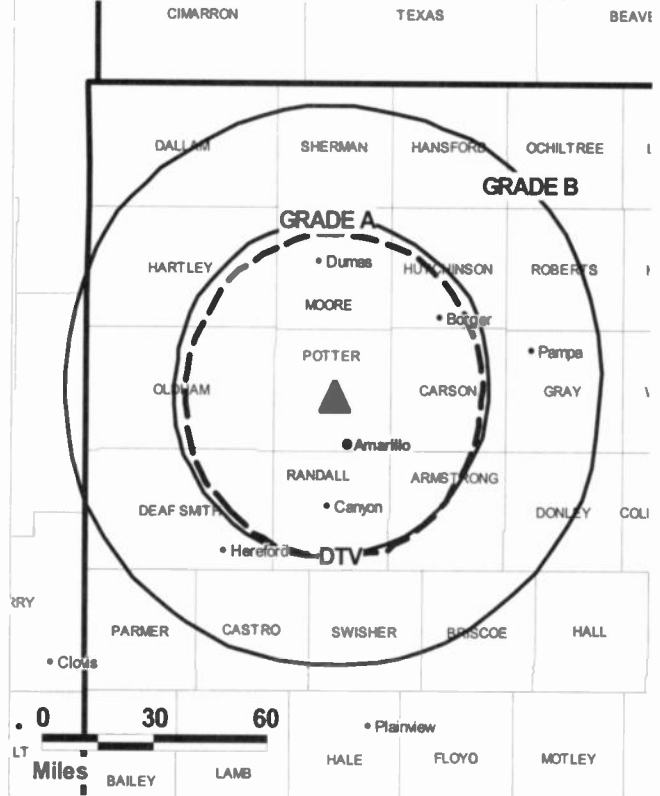 CIMARRON TEXAS BEAVE
DALLAM SHERMAN HANSFORD OCHILTREE L
GRADE B
GRADE A
Dumas
HARTLEY HUTCHINSON ROBERTS
MOORE
Borger
POTTER Pampa
OLDHAM CARSON GRAY
Amarillo
RANDALL ARMSTRONG
DEAF SMITH Canyon DONLEY COLI
Hereford DTV
RRY
PARMER CASTRO SWISHER BRISCOE HALL
Clovis
0 30 60
Plainview
LT
Miles
BAILEY LAMB HALE FLOYD MOTLEY